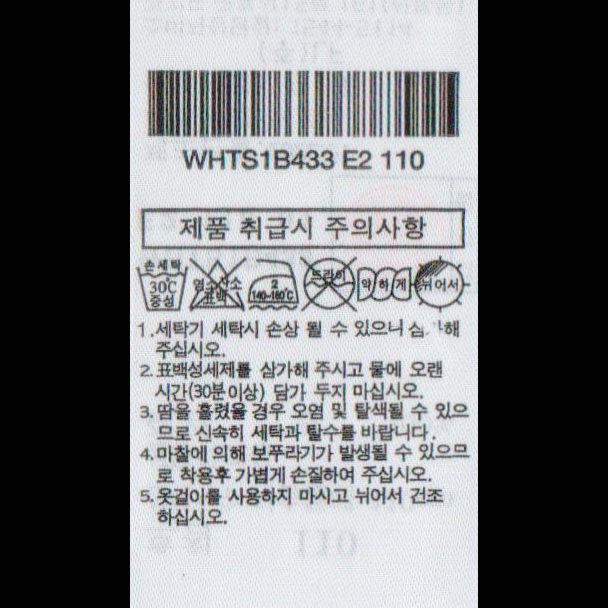 WHTS1B433 E2 110
제품 취급시 주의사항
손세탁
30℃
중성
염소산소
표백
2
140~160℃
드라이
약하게
뉘어서
1.세탁기 세탁시 손상 될 수 있으니 해
주십시오.
2.표백성세제를 삼가해 주시고 물에 오랜
시간(30분이상) 담가 두지 마십시오.
3.땀을 흘렸을 경우 오염 및 탈색될 수 있으
므로 신속히 세탁과 탈수를 바랍니다.
4.마찰에 의해 보푸라기가 발생될 수 있으므
로 착용후 가볍게 손질하여 주십시오.
5.옷걸이를 사용하지 마시고 뉘어서 건조
하십시오.